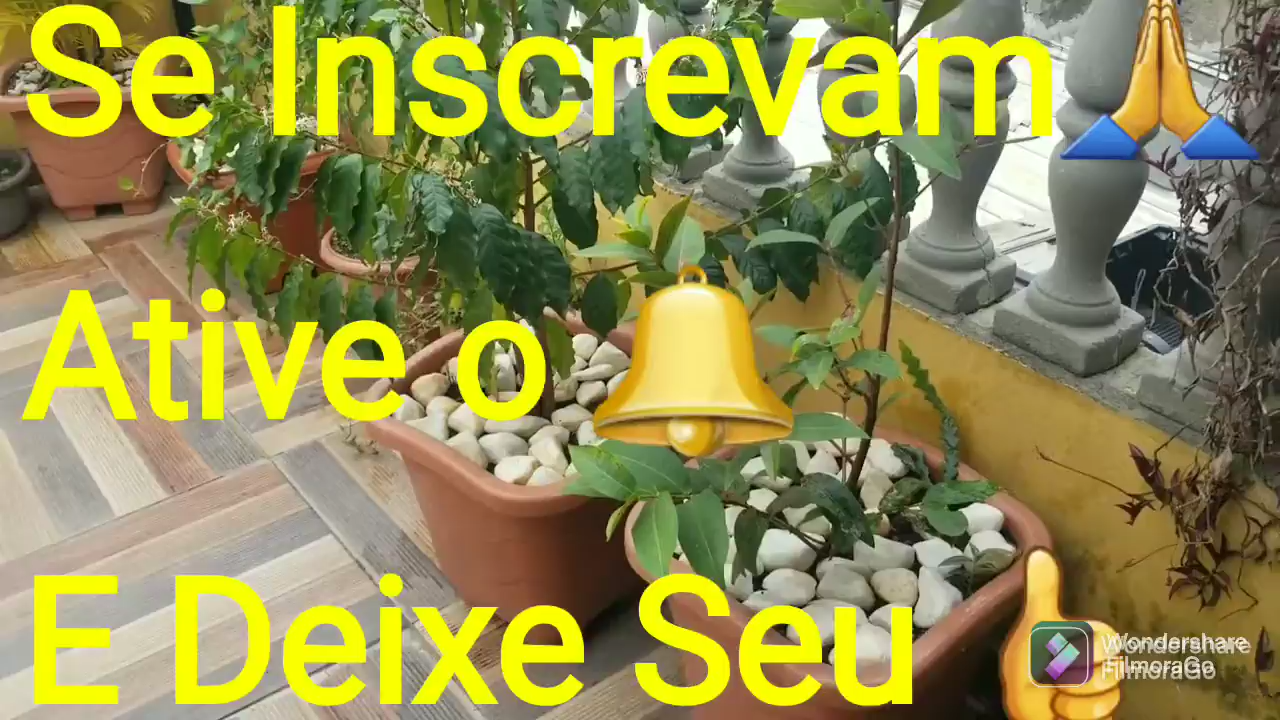 Se Inscrevam 🙏
Ative o 🔔
E Deixe Seu 👍
Wondershare
FilmoraGo